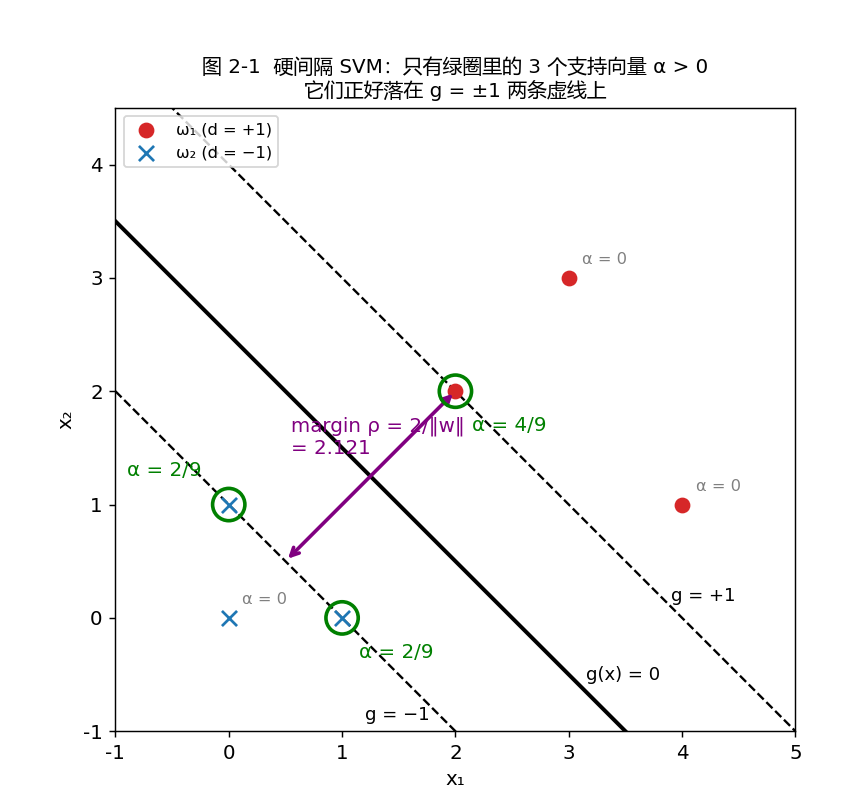 图 2-1 硬间隔 SVM：只有绿圈里的 3 个支持向量 α > 0
它们正好落在 g = ±1 两条虚线上
ω₁ (d = +1)
ω₂ (d = −1)
4
α = 0
3
2
margin ρ = 2/‖w‖
= 2.121
α = 4/9
α = 2/9
α = 0
1
α = 0
g = +1
0
α = 2/9
g(x) = 0
g = −1
-1
-1 0 1 2 3 4 5
x₁
x₂